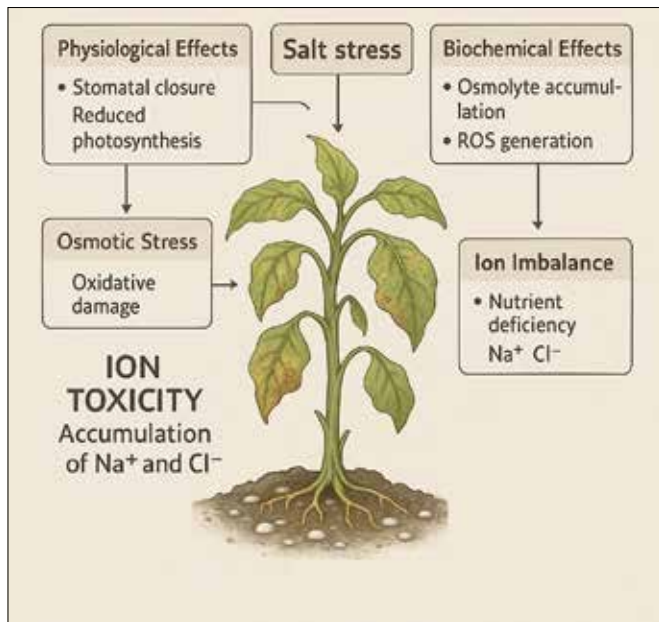 Physiological Effects
• Stomatal closure
Reduced
photosynthesis
Salt stress
Biochemical Effects
• Osmolyte accumul-
lation
• ROS generation
Osmotic Stress
Oxidative
damage
Ion Imbalance
• Nutrient
deficiency
Na⁺ Cl⁻
ION
TOXICITY
Accumulation
of Na⁺ and Cl⁻